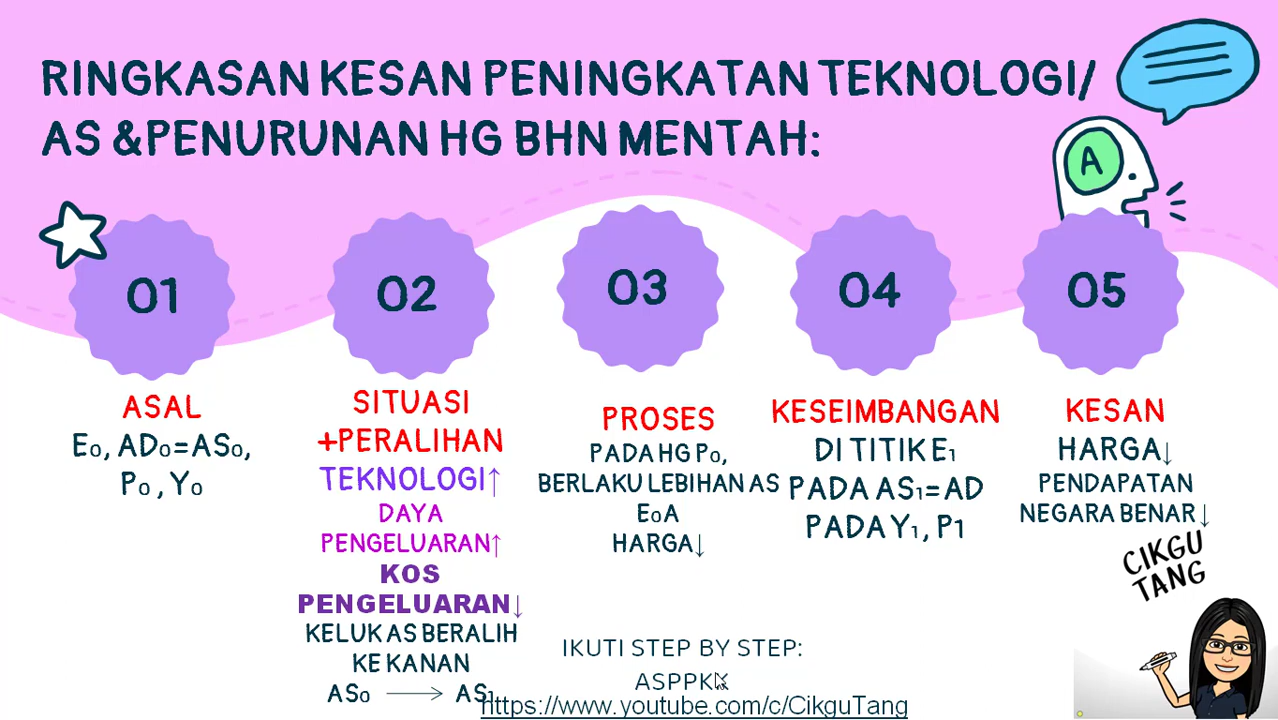 RINGKASAN KESAN PENINGKATAN TEKNOLOGI/
AS &PENURUNAN HG BHN MENTAH:
A
01
ASAL
E₀, AD₀=AS₀,
P₀ , Y₀
02
SITUASI
+PERALIHAN
TEKNOLOGI↑
DAYA
PENGELUARAN↑
KOS
PENGELUARAN↓
KELUK AS BERALIH
KE KANAN
AS₀ ⟶ AS₁
03
PROSES
PADA HG P₀,
BERLAKU LEBIHAN AS
E₀A
HARGA↓
04
KESEIMBANGAN
DI TITIK E₁
PADA AS₁=AD
PADA Y₁, P1
05
KESAN
HARGA↓
PENDAPATAN
NEGARA BENAR↓
CIKGU
TANG
IKUTI STEP BY STEP:
ASPPKK
https://www.youtube.com/c/CikguTang